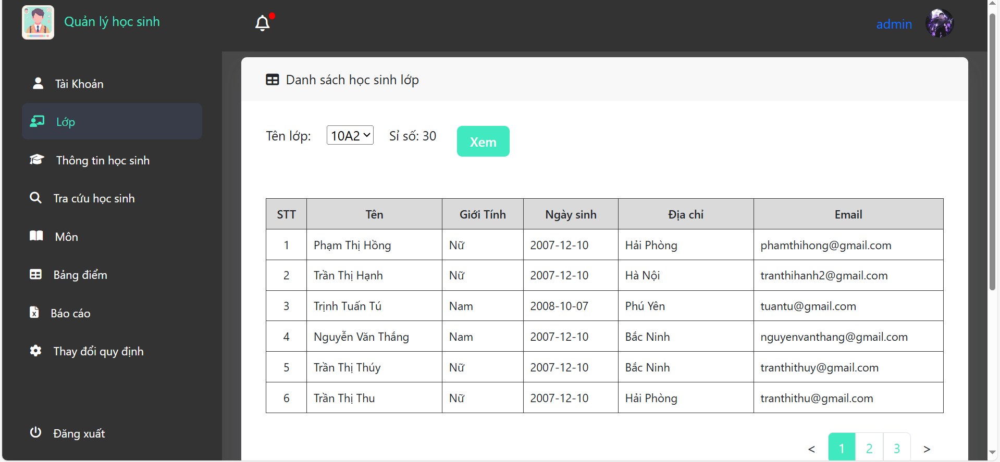 Quản lý học sinh
admin
Tài Khoản
Lớp
Thông tin học sinh
Tra cứu học sinh
Môn
Bảng điểm
Báo cáo
Thay đổi quy định
Đăng xuất
Danh sách học sinh lớp
Tên lớp: 10A2 Sỉ số: 30 Xem
STT Tên Giới Tính Ngày sinh Địa chỉ Email
1 Phạm Thị Hồng Nữ 2007-12-10 Hải Phòng phamthihong@gmail.com
2 Trần Thị Hạnh Nữ 2007-12-10 Hà Nội tranthihanh2@gmail.com
3 Trịnh Tuấn Tú Nam 2008-10-07 Phú Yên tuantu@gmail.com
4 Nguyễn Văn Thắng Nam 2007-12-10 Bắc Ninh nguyenvanthang@gmail.com
5 Trần Thị Thúy Nữ 2007-12-10 Bắc Ninh tranthithuy@gmail.com
6 Trần Thị Thu Nữ 2007-12-10 Hải Phòng tranthithu@gmail.com
< 1 2 3 >